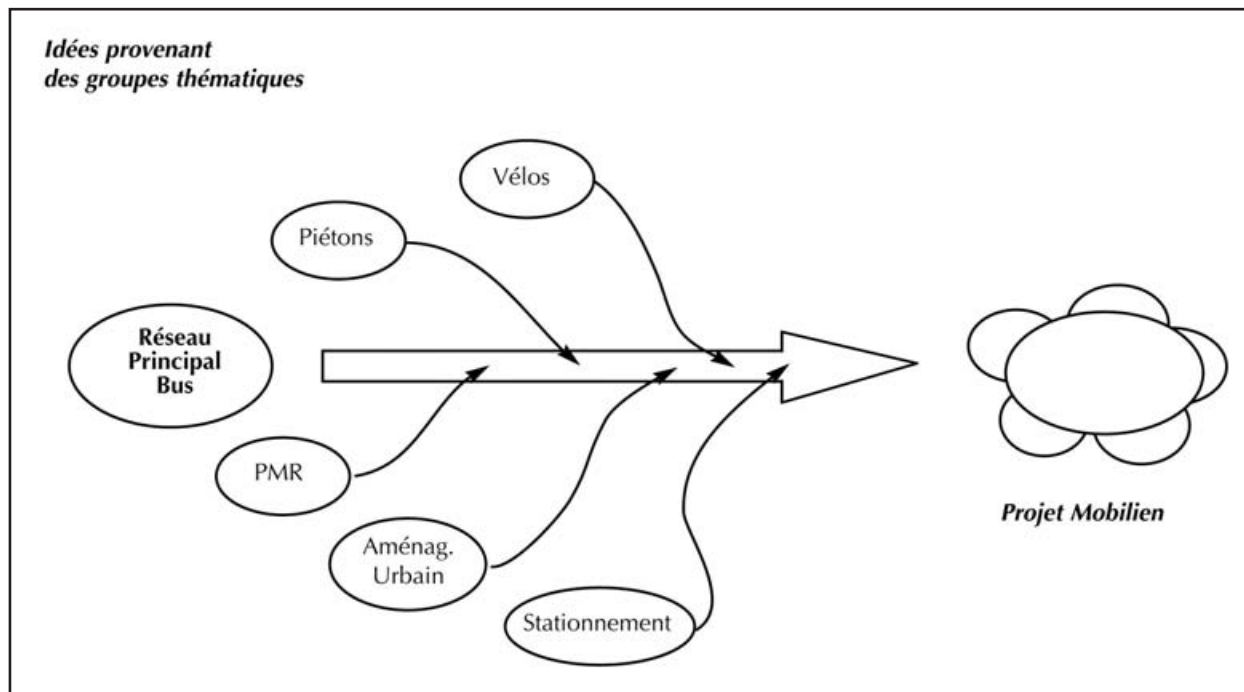 Idées provenant
des groupes thématiques
Vélos
Piétons
Réseau
Principal
Bus
PMR
Aménag.
Urbain
Stationnement
Projet Mobilien